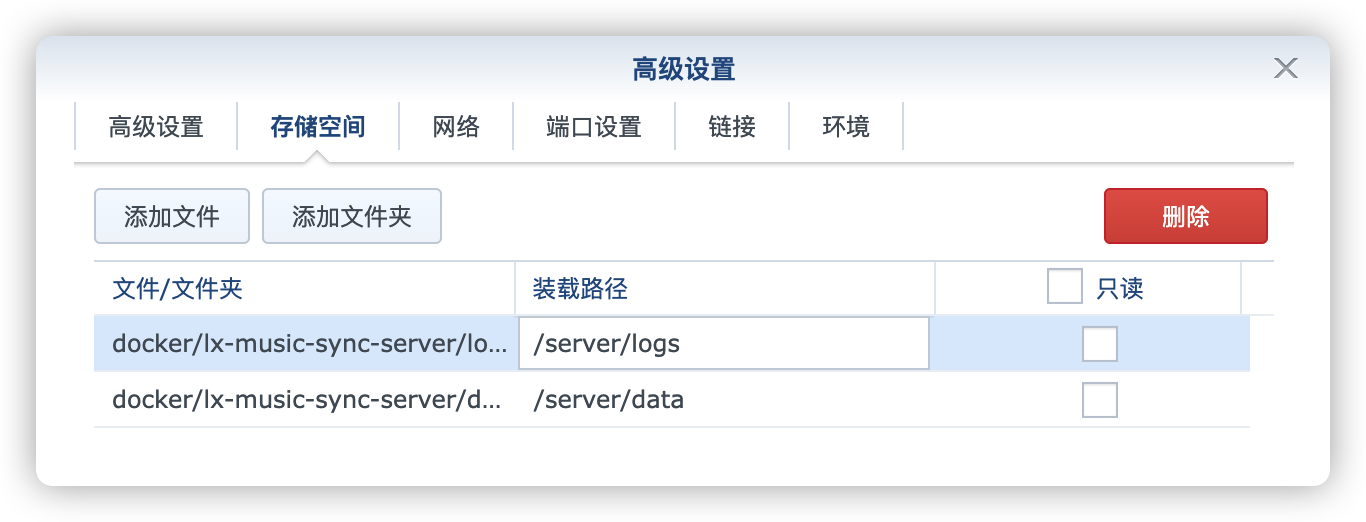 高级设置
高级设置 存储空间 网络 端口设置 链接 环境
添加文件 添加文件夹 删除
文件/文件夹 装载路径 只读
docker/lx-music-sync-server/lo... /server/logs
docker/lx-music-sync-server/d... /server/data